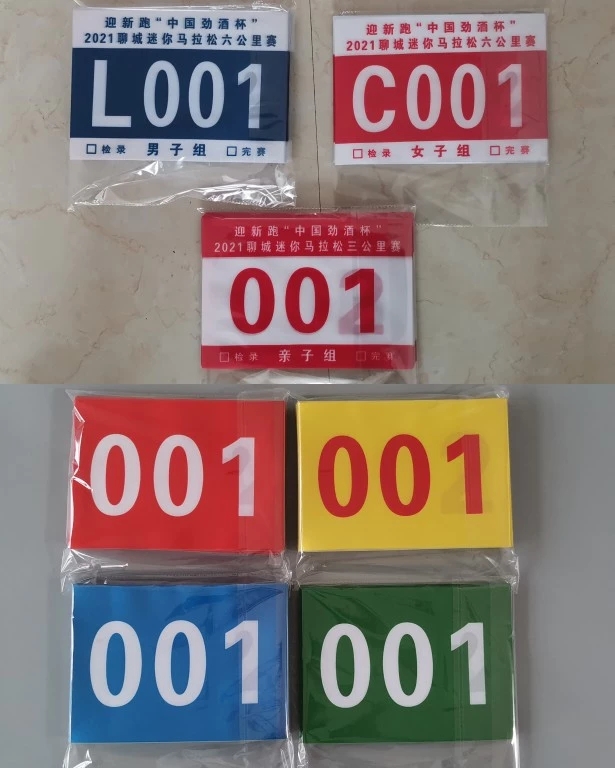 迎新跑“中国劲酒杯”
2021聊城迷你马拉松六公里赛
L001
□检录 男子组 □完赛
迎新跑“中国劲酒杯”
2021聊城迷你马拉松六公里赛
C001
□检录 女子组 □完赛
迎新跑“中国劲酒杯”
2021聊城迷你马拉松三公里赛
001
□检录 亲子组 □完赛
001
001
001
001